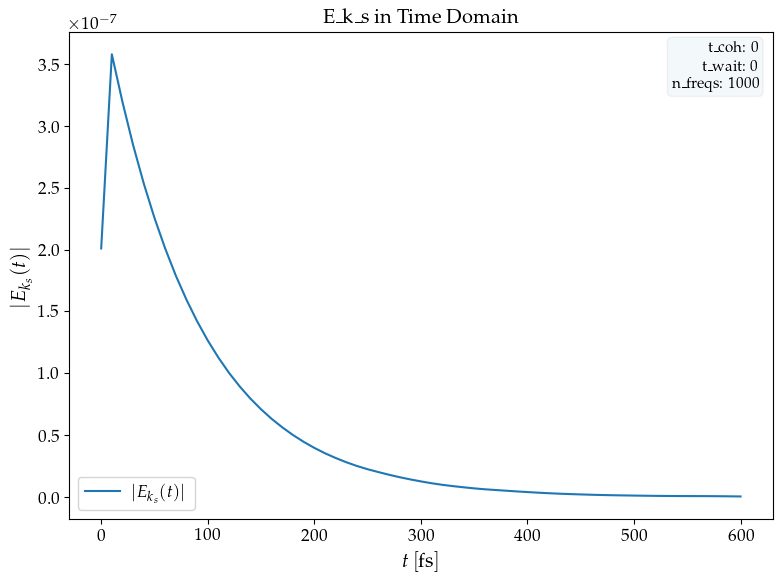 E_k_s in Time Domain
×10⁻⁷
t_coh: 0
t_wait: 0
n_freqs: 1000
3.5
3.0
2.5
2.0
1.5
1.0
0.5
0.0
|E_{k_s}(t)|
|E_{k_s}(t)|
0 100 200 300 400 500 600
t [fs]